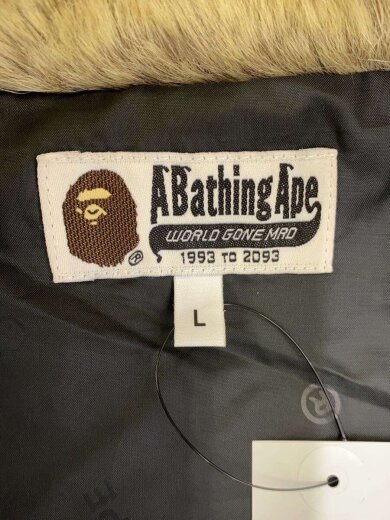 A Bathing Ape
WORLD GONE MAD
1993 TO 2093
®
L
®